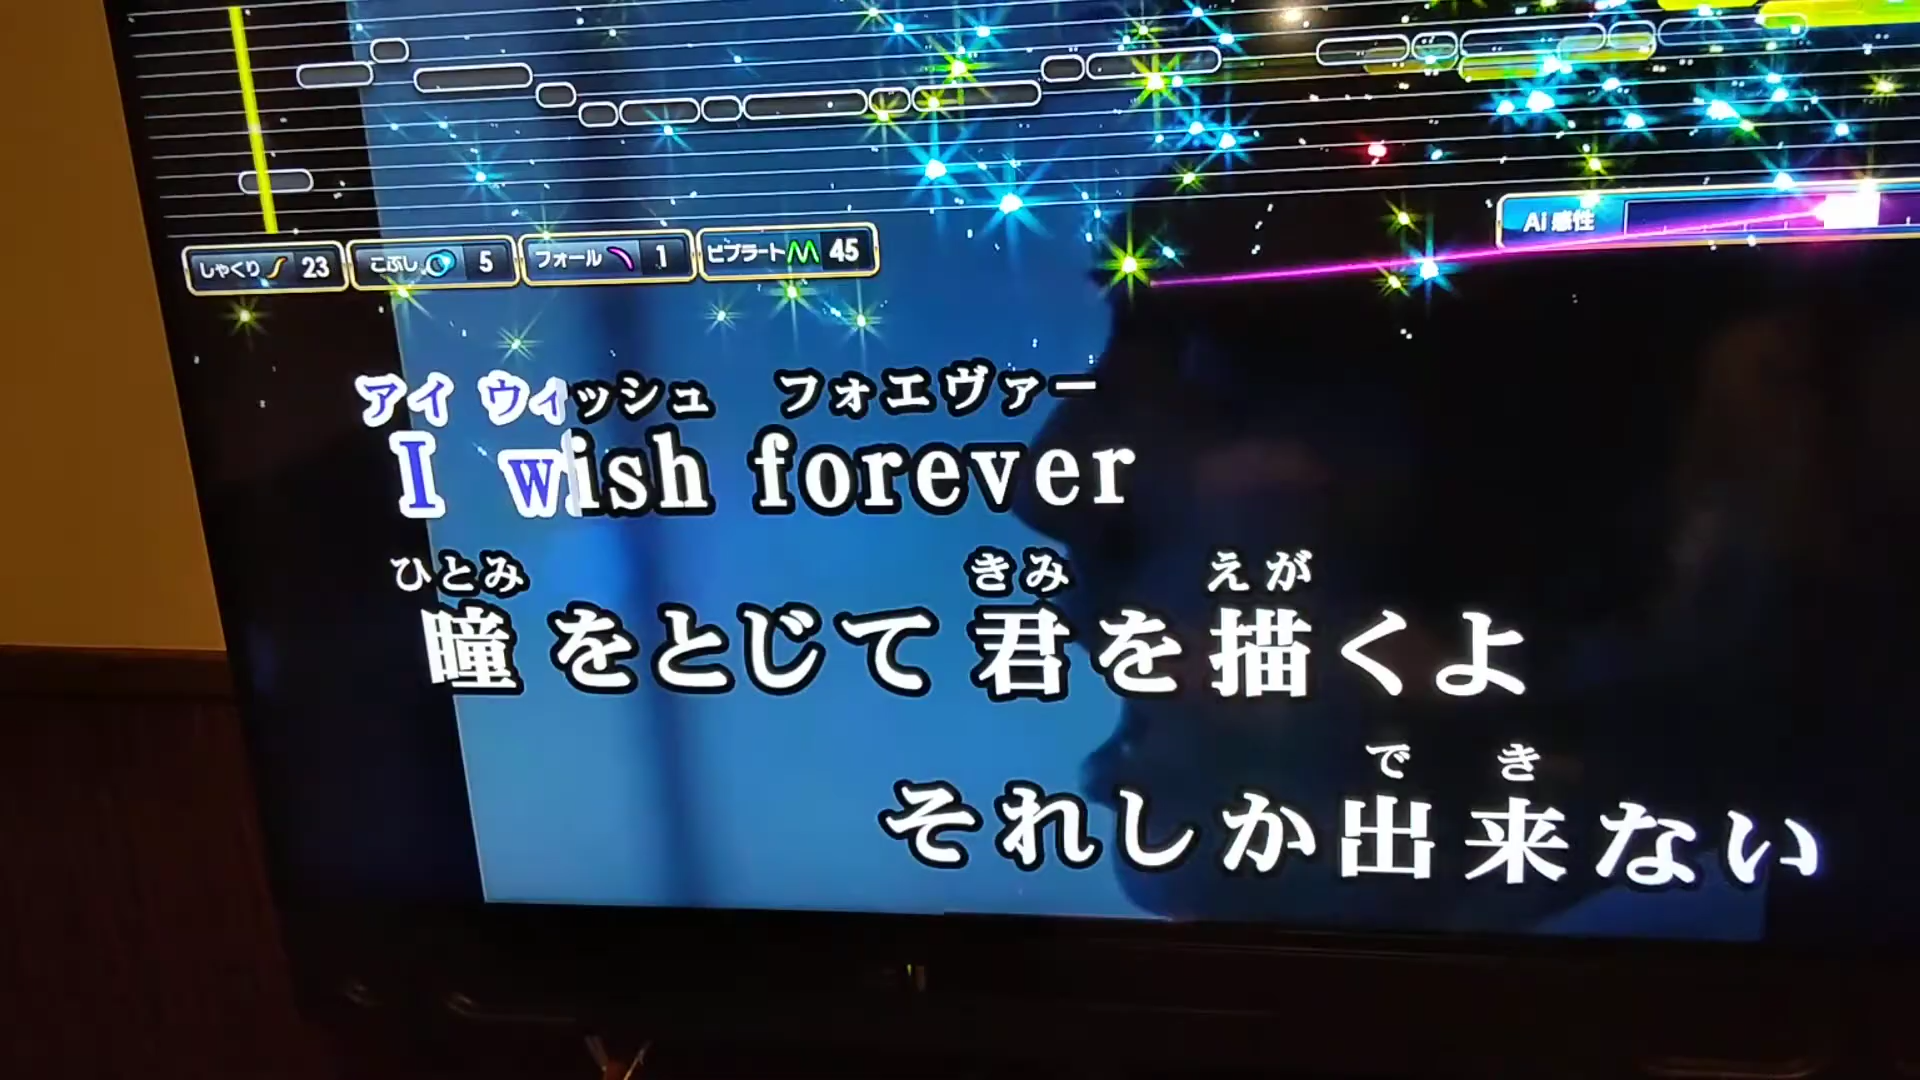 しゃくり 23 こぶし 5 フォール 1 ビブラート 45
Ai 感性
アイ ウィッシュ フォエヴァー
I wish forever
ひとみ きみ えが
瞳をとじて君を描くよ
で き
それしか出来ない